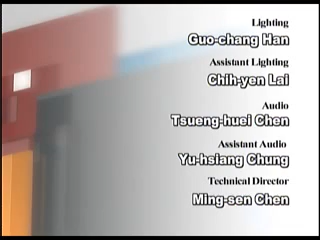 Lighting
Guo-chang Han
Assistant Lighting
Chih-yen Lai
Audio
Tsueng-huei Chen
Assistant Audio
Yu-hsiang Chung
Technical Director
Ming-sen Chen